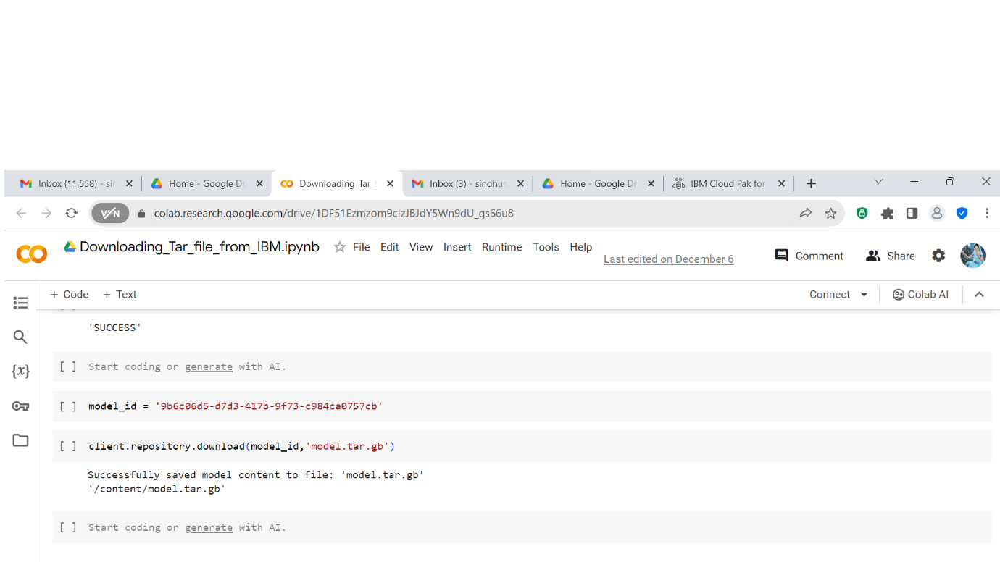 Inbox (11,558) - sir
Home - Google Dr
Downloading_Tar_
Inbox (3) - sindhur
Home - Google Dr
IBM Cloud Pak for
VPN
colab.research.google.com/drive/1DF51Ezmzom9cIzJBJdY5Wn9dU_gs66u8
Downloading_Tar_file_from_IBM.ipynb
File Edit View Insert Runtime Tools Help
Last edited on December 6
Comment
Share
+ Code + Text
Connect
Colab AI
'SUCCESS'
[ ] Start coding or generate with AI.
{x}
[ ] model_id = '9b6c06d5-d7d3-417b-9f73-c984ca0757cb'
[ ] client.repository.download(model_id,'model.tar.gb')
Successfully saved model content to file: 'model.tar.gb'
'/content/model.tar.gb'
[ ] Start coding or generate with AI.